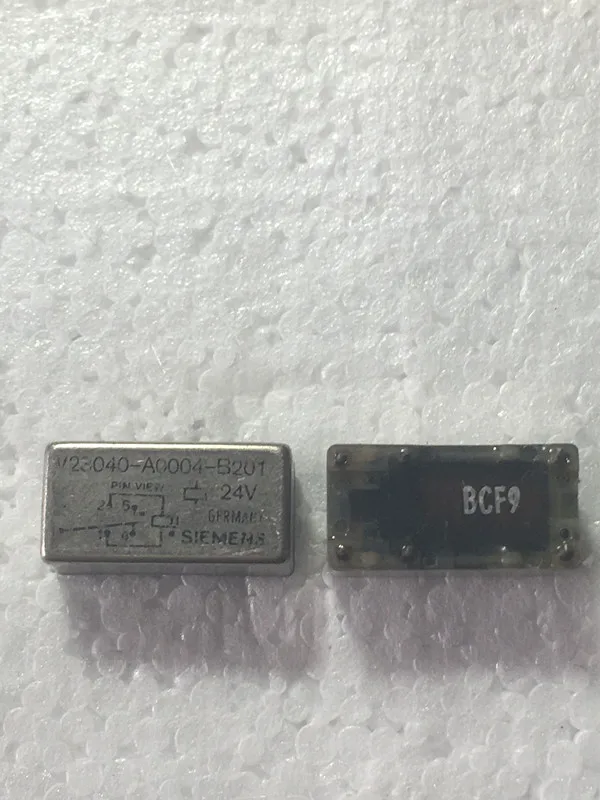 V23040-A0004-B201
PIN VIEW
24V
GERMANY
SIEMENS
BCF9